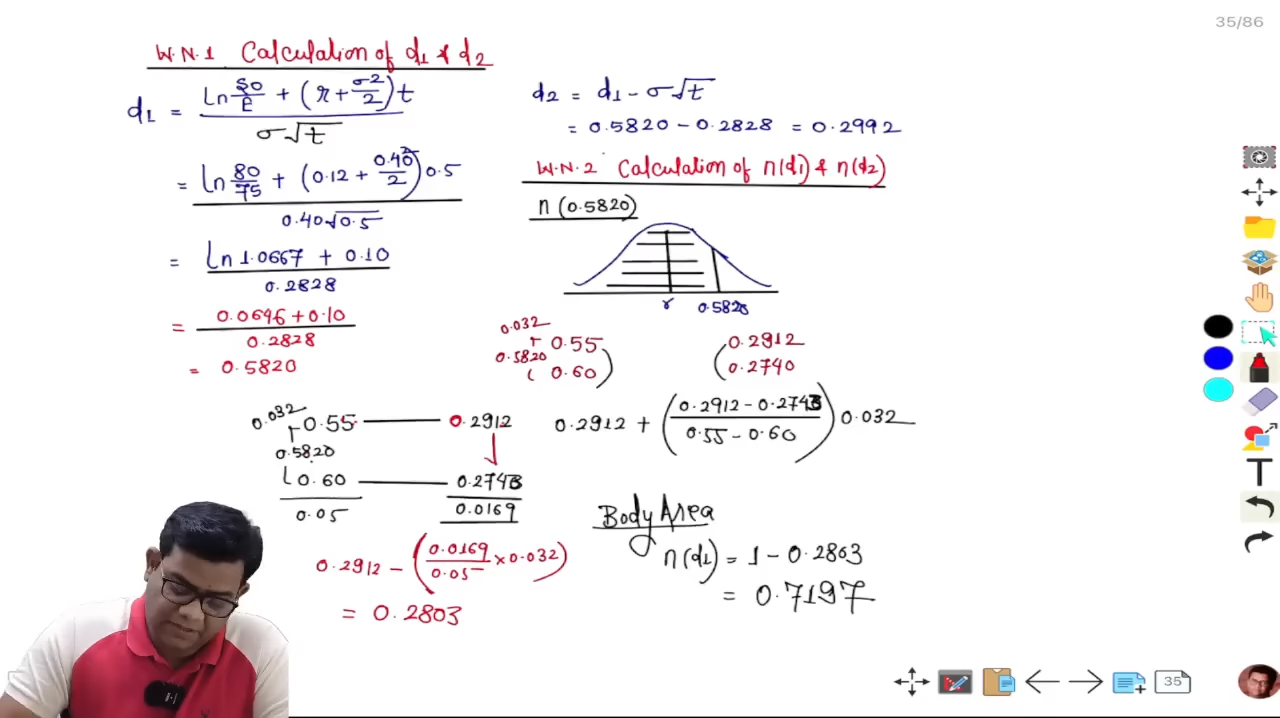 35/86
W.N.1 Calculation of d1 & d2
d1 = (ln S0/E + (r + σ2/2) t) / σ√t
= (ln 80/75 + (0.12 + 0.40²/2) 0.5) / 0.40√0.5
= (ln 1.0667 + 0.10) / 0.2828
= (0.0646 + 0.10) / 0.2828
= 0.5820
d2 = d1 - σ√t
= 0.5820 - 0.2828 = 0.2992
W.N.2 Calculation of n(d1) & n(d2)
n (0.5820)
0.5820
0.032
0.55 0.2912
0.5820
0.60 0.2740
0.032 0.55 0.2912
0.5820
0.60 0.2743
0.05 0.0169
0.2912 - (0.0169/0.05 × 0.032)
= 0.2803
0.2912 + ((0.2912 - 0.2743)/(0.55 - 0.60)) 0.032
Body Area
n(d1) = 1 - 0.2803
= 0.7197
T
35